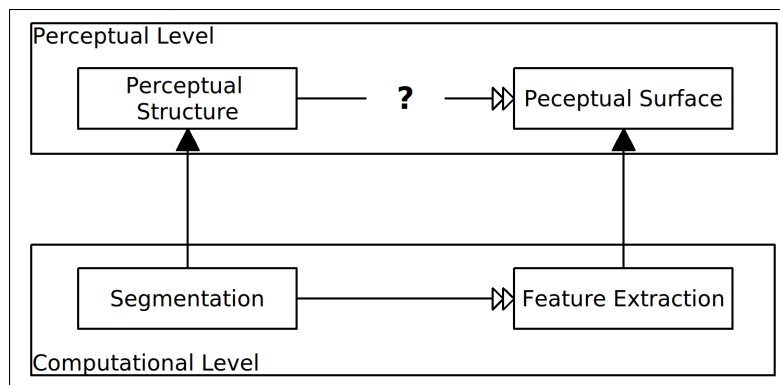 Perceptual Level
Perceptual
Structure
?
Peceptual Surface
Segmentation
Feature Extraction
Computational Level